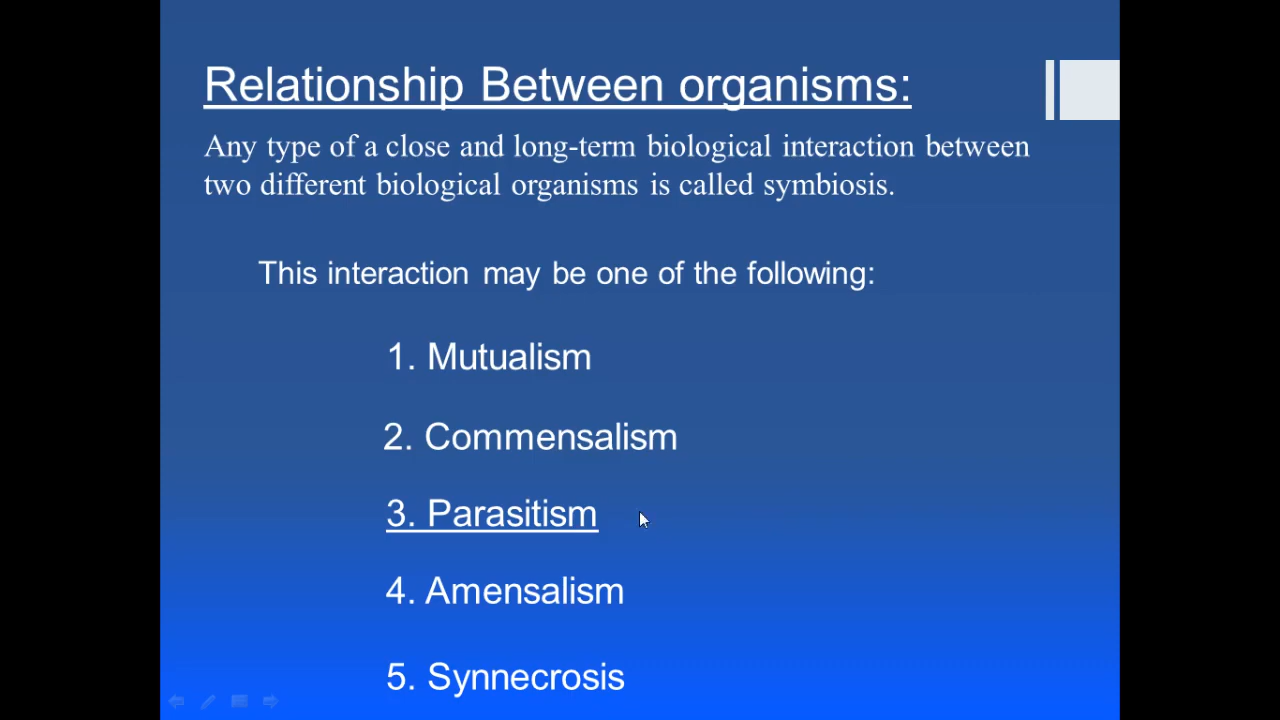 Relationship Between organisms:
Any type of a close and long-term biological interaction between
two different biological organisms is called symbiosis.
This interaction may be one of the following:
1. Mutualism
2. Commensalism
3. Parasitism
4. Amensalism
5. Synnecrosis